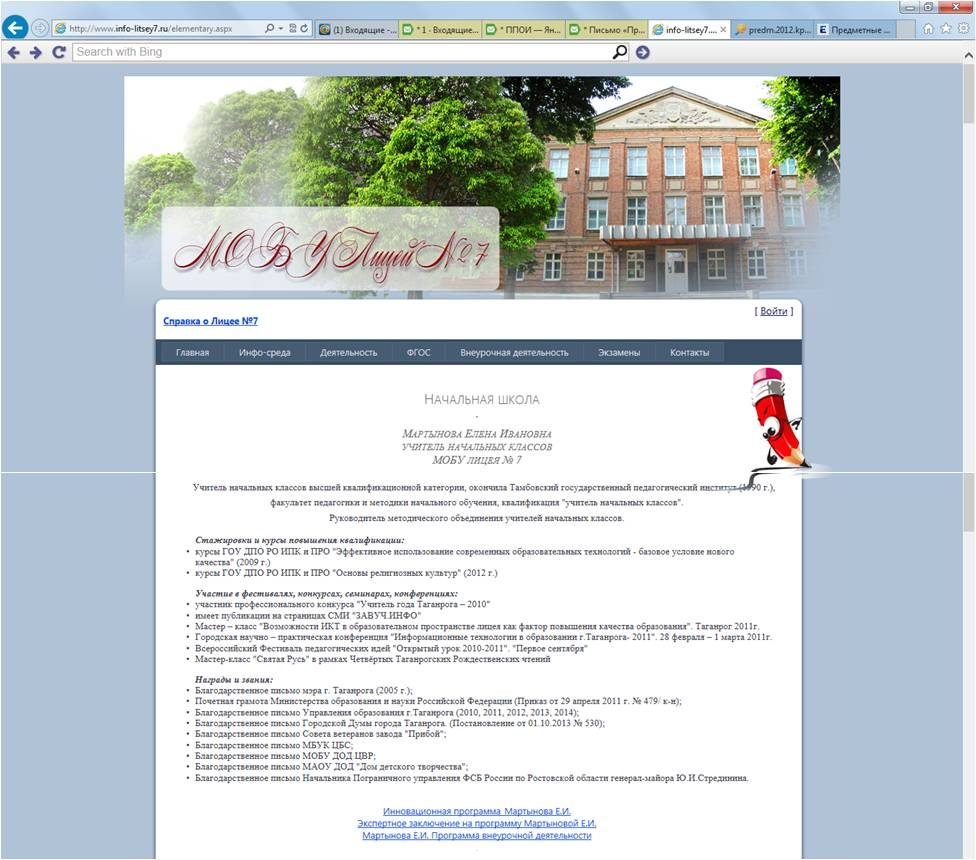 http://www.info-litsey7.ru/elementary.aspx
(1) Входящие -...
* 1 · Входящие...
* ППОИ — Ян...
* Письмо «Пр...
info-litsey7....
predm.2012.кр...
Предметные ...
Search with Bing
МОБУ Лицей №7
[ Войти ]
Справка о Лицее №7
Главная Инфо-среда Деятельность ФГОС Внеурочная деятельность Экзамены Контакты
Начальная школа
Мартынова Елена Ивановна
учитель начальных классов
МОБУ лицея № 7
Учитель начальных классов высшей квалификационной категории, окончила Тамбовский государственный педагогический институт (1990 г.),
факультет педагогики и методики начального обучения, квалификация "учитель начальных классов".
Руководитель методического объединения учителей начальных классов.
Стажировки и курсы повышения квалификации:
• курсы ГОУ ДПО РО ИПК и ПРО "Эффективное использование современных образовательных технологий - базовое условие нового
качества" (2009 г.)
• курсы ГОУ ДПО РО ИПК и ПРО "Основы религиозных культур" (2012 г.)
Участие в фестивалях, конкурсах, семинарах, конференциях:
• участник профессионального конкурса "Учитель года Таганрога – 2010"
• имеет публикации на страницах СМИ "ЗАВУЧ.ИНФО"
• Мастер – класс "Возможности ИКТ в образовательном пространстве лицея как фактор повышения качества образования". Таганрог 2011г.
• Городская научно – практическая конференция "Информационные технологии в образовании г.Таганрога- 2011". 28 февраля – 1 марта 2011г.
• Всероссийский Фестиваль педагогических идей "Открытый урок 2010-2011". "Первое сентября"
• Мастер-класс "Святая Русь" в рамках Четвёртых Таганрогских Рождественских чтений
Награды и звания:
• Благодарственное письмо мэра г. Таганрога (2005 г.);
• Почетная грамота Министерства образования и науки Российской Федерации (Приказ от 29 апреля 2011 г. № 479/ к-н);
• Благодарственное письмо Управления образования г.Таганрога (2010, 2011, 2012, 2013, 2014);
• Благодарственное письмо Городской Думы города Таганрога. (Постановление от 01.10.2013 № 530);
• Благодарственное письмо Совета ветеранов завода "Прибой";
• Благодарственное письмо МБУК ЦБС;
• Благодарственное письмо МОБУ ДОД ЦВР;
• Благодарственное письмо МАОУ ДОД "Дом детского творчества";
• Благодарственное письмо Начальника Пограничного управления ФСБ России по Ростовской области генерал-майора Ю.И.Стрединина.
Инновационная программа Мартынова Е.И.
Экспертное заключение на программу Мартыновой Е.И.
Мартынова Е.И. Программа внеурочной деятельности